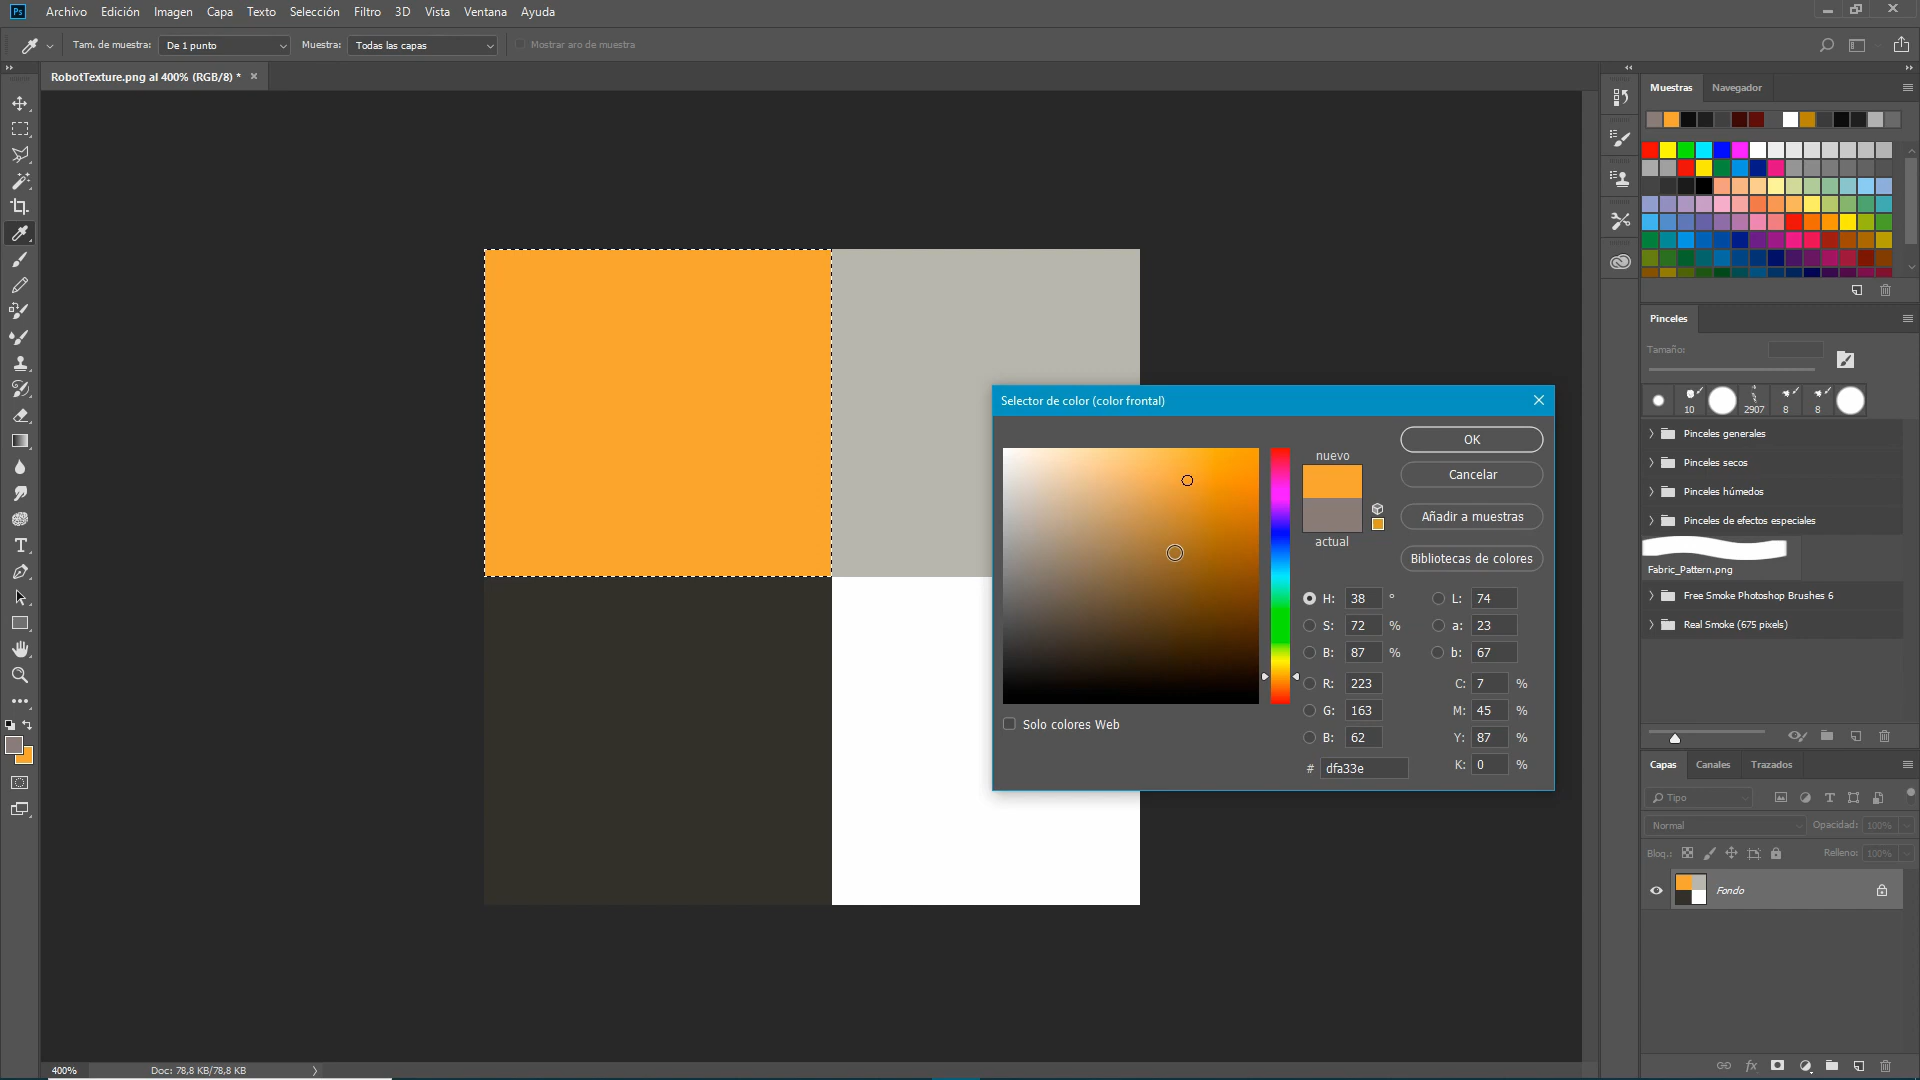 Ps Archivo Edición Imagen Capa Texto Selección Filtro 3D Vista Ventana Ayuda
Tam. de muestra: De 1 punto Muestra: Todas las capas Mostrar aro de muestra
RobotTexture.png al 400% (RGB/8) *
Muestras Navegador
Pinceles
Tamaño:
10 2907 8 8
Pinceles generales
Pinceles secos
Pinceles húmedos
Pinceles de efectos especiales
Fabric_Pattern.png
Free Smoke Photoshop Brushes 6
Real Smoke (675 pixels)
Selector de color (color frontal)
nuevo
actual
OK
Cancelar
Añadir a muestras
Bibliotecas de colores
H: 38 ° L: 74
S: 72 % a: 23
B: 87 % b: 67
R: 223 C: 7 %
G: 163 M: 45 %
B: 62 Y: 87 %
# dfa33e K: 0 %
Solo colores Web
Capas Canales Trazados
Tipo
Normal Opacidad: 100%
Bloq.: Relleno: 100%
Fondo
fx
400% Doc: 78,8 KB/78,8 KB